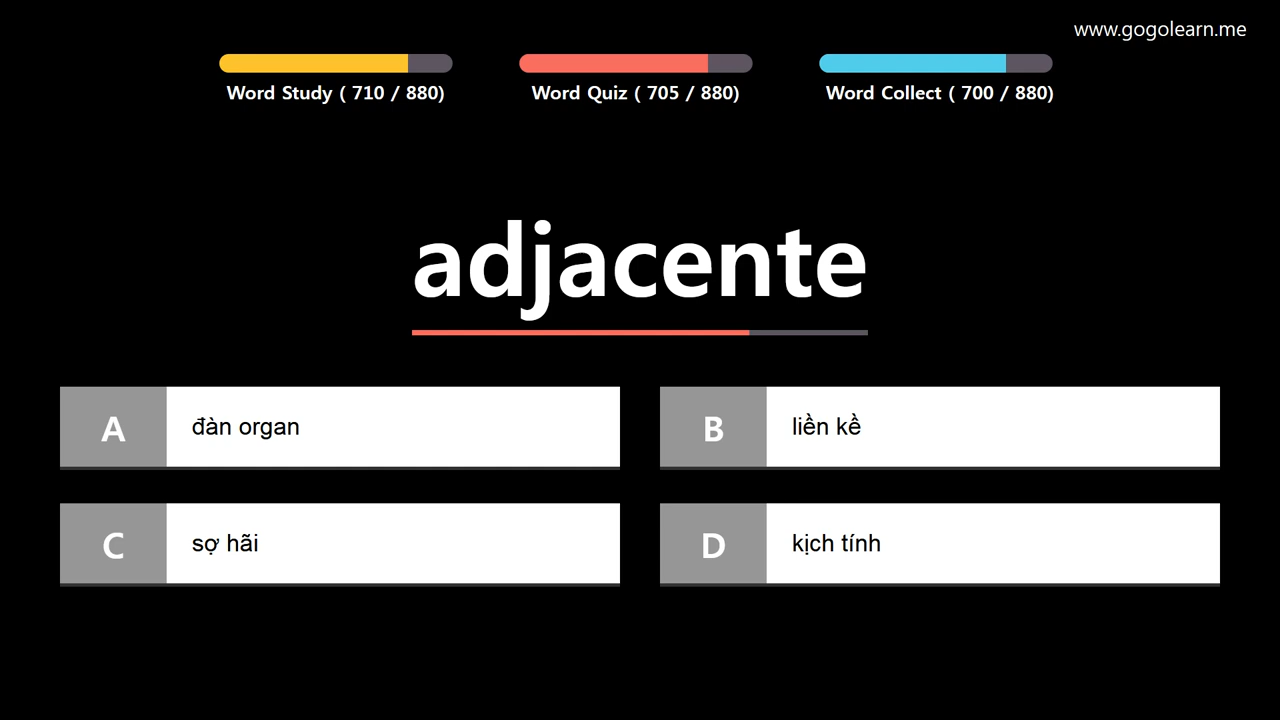 www.gogolearn.me
Word Study ( 710 / 880)
Word Quiz ( 705 / 880)
Word Collect ( 700 / 880)
adjacente
A
đàn organ
B
liền kề
C
sợ hãi
D
kịch tính